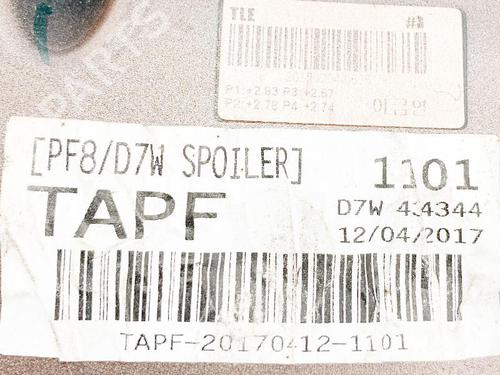 TLE
#3
P1:+2.83 P3:+2.67
P2:+2.78 P4:+2.74
[PF8/D7W SPOILER]
1101
TAPF
D7W 434344
12/04/2017
TAPF-20170412-1101